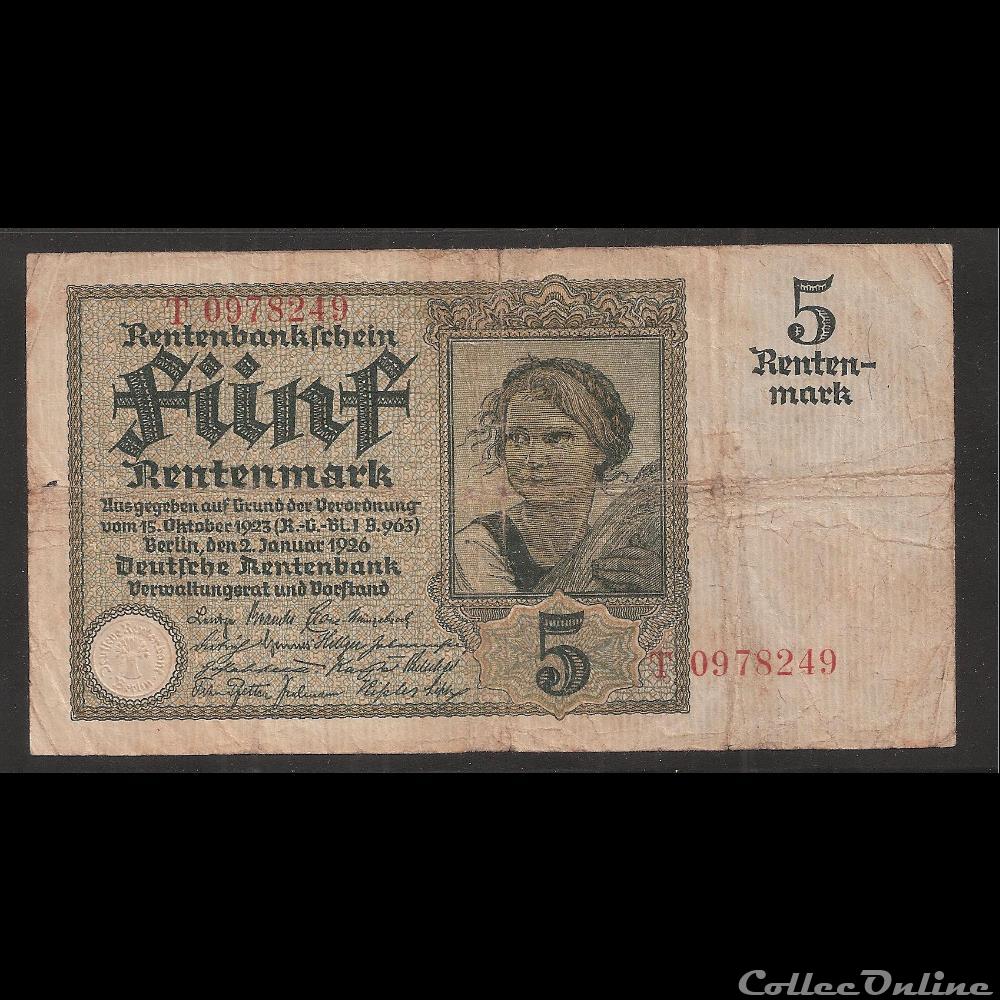 T 0978249
Rentenbankschein
Fünf
Rentenmark
Ausgegeben auf Grund der Verordnung
vom 15. Oktober 1923 (R.-G.-Bl. I S. 963)
Berlin, den 2. Januar 1926
Deutsche Rentenbank
Verwaltungsrat und Vorstand
5
5
Renten-
mark
T 0978249
CollecOnline